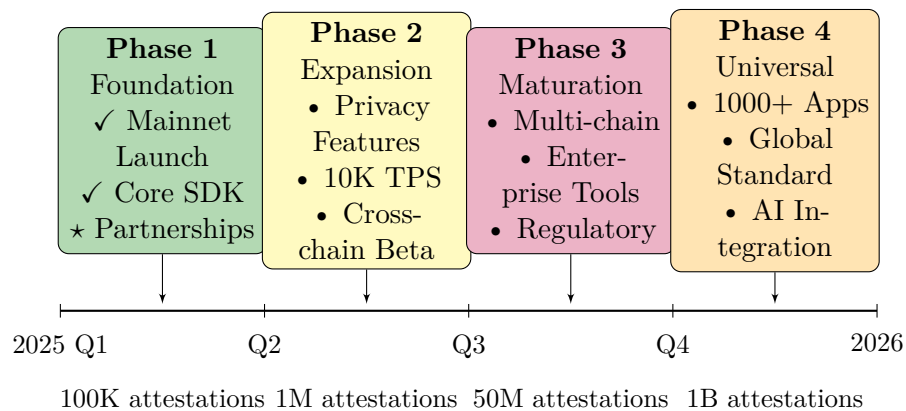 Phase 1
Foundation
✓ Mainnet
Launch
✓ Core SDK
⋆ Partnerships
Phase 2
Expansion
• Privacy
Features
• 10K TPS
• Cross-
chain Beta
Phase 3
Maturation
• Multi-chain
• Enter-
prise Tools
• Regulatory
Phase 4
Universal
• 1000+ Apps
• Global
Standard
• AI In-
tegration
2025 Q1 Q2 Q3 Q4 2026
100K attestations 1M attestations 50M attestations 1B attestations